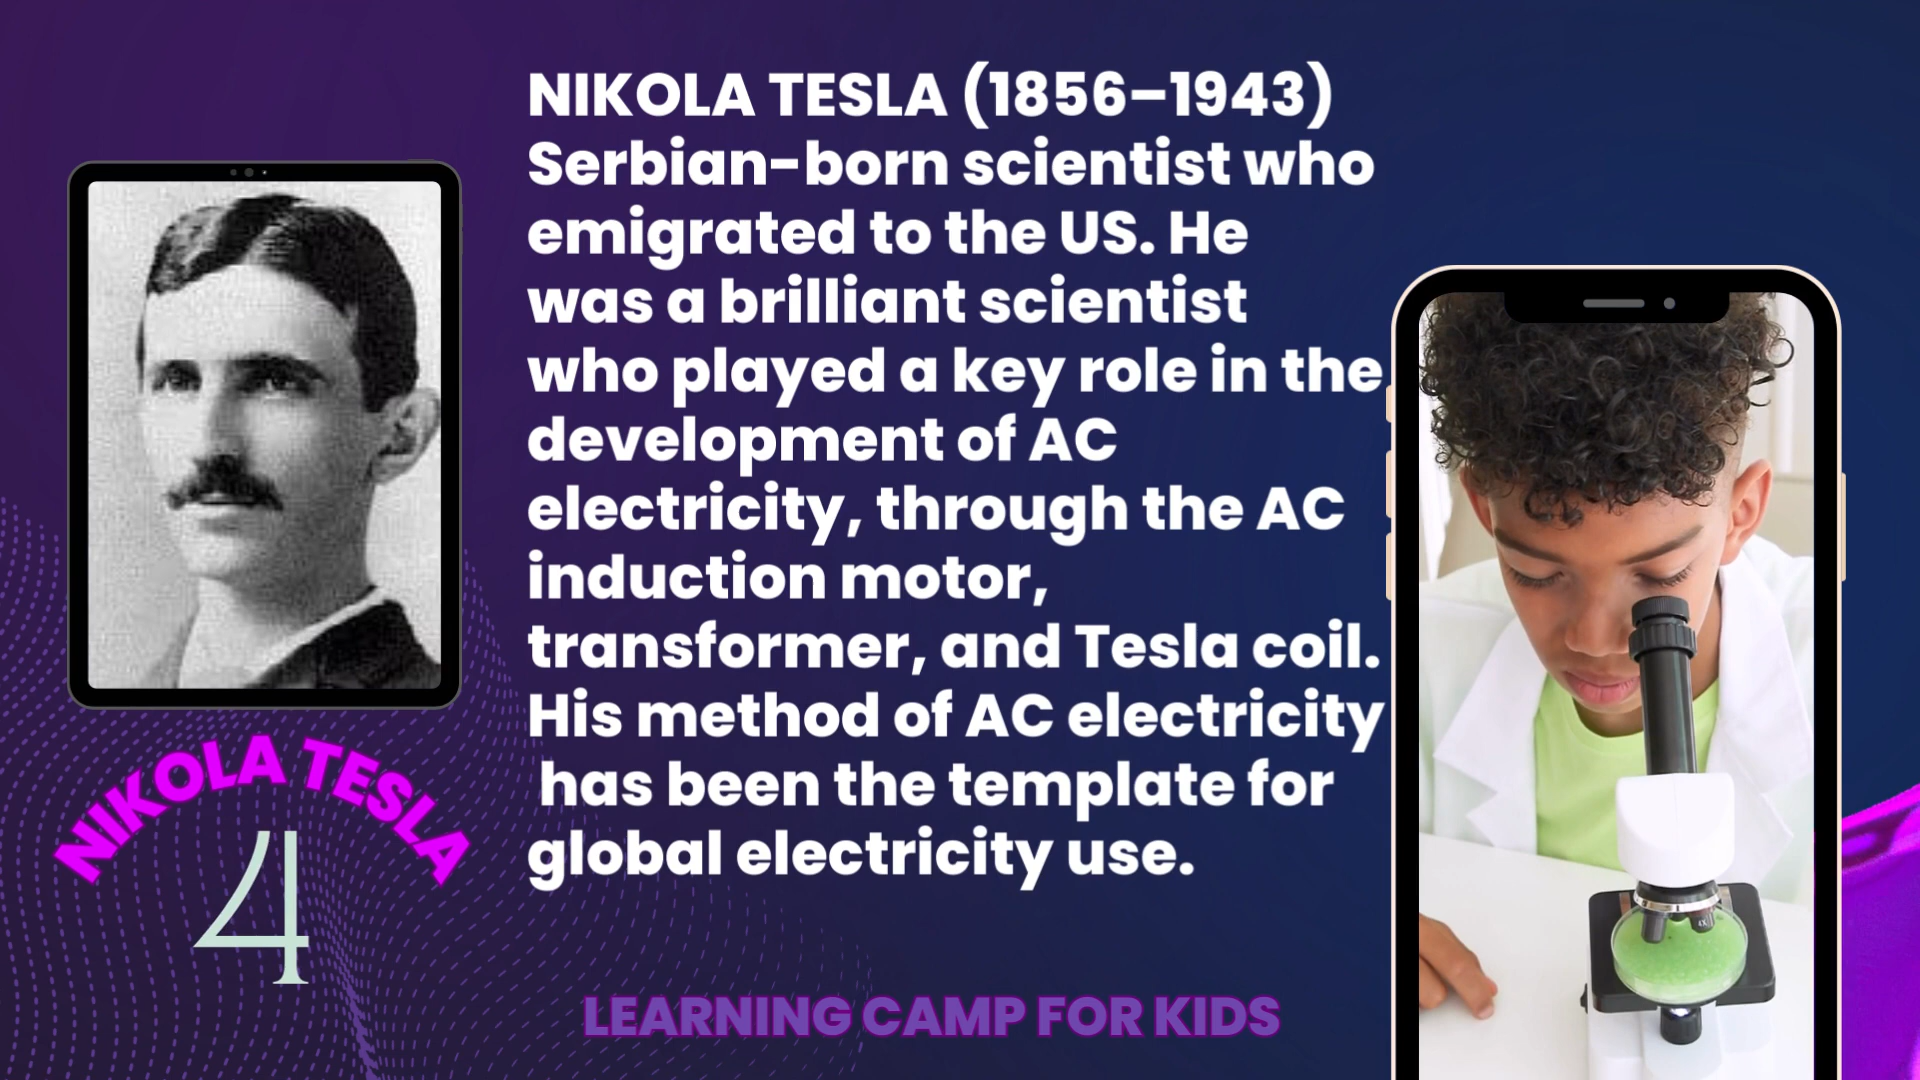 NIKOLA TESLA (1856–1943)
Serbian-born scientist who
emigrated to the US. He
was a brilliant scientist
who played a key role in the
development of AC
electricity, through the AC
induction motor,
transformer, and Tesla coil.
His method of AC electricity
has been the template for
global electricity use.
NIKOLA TESLA
4
LEARNING CAMP FOR KIDS